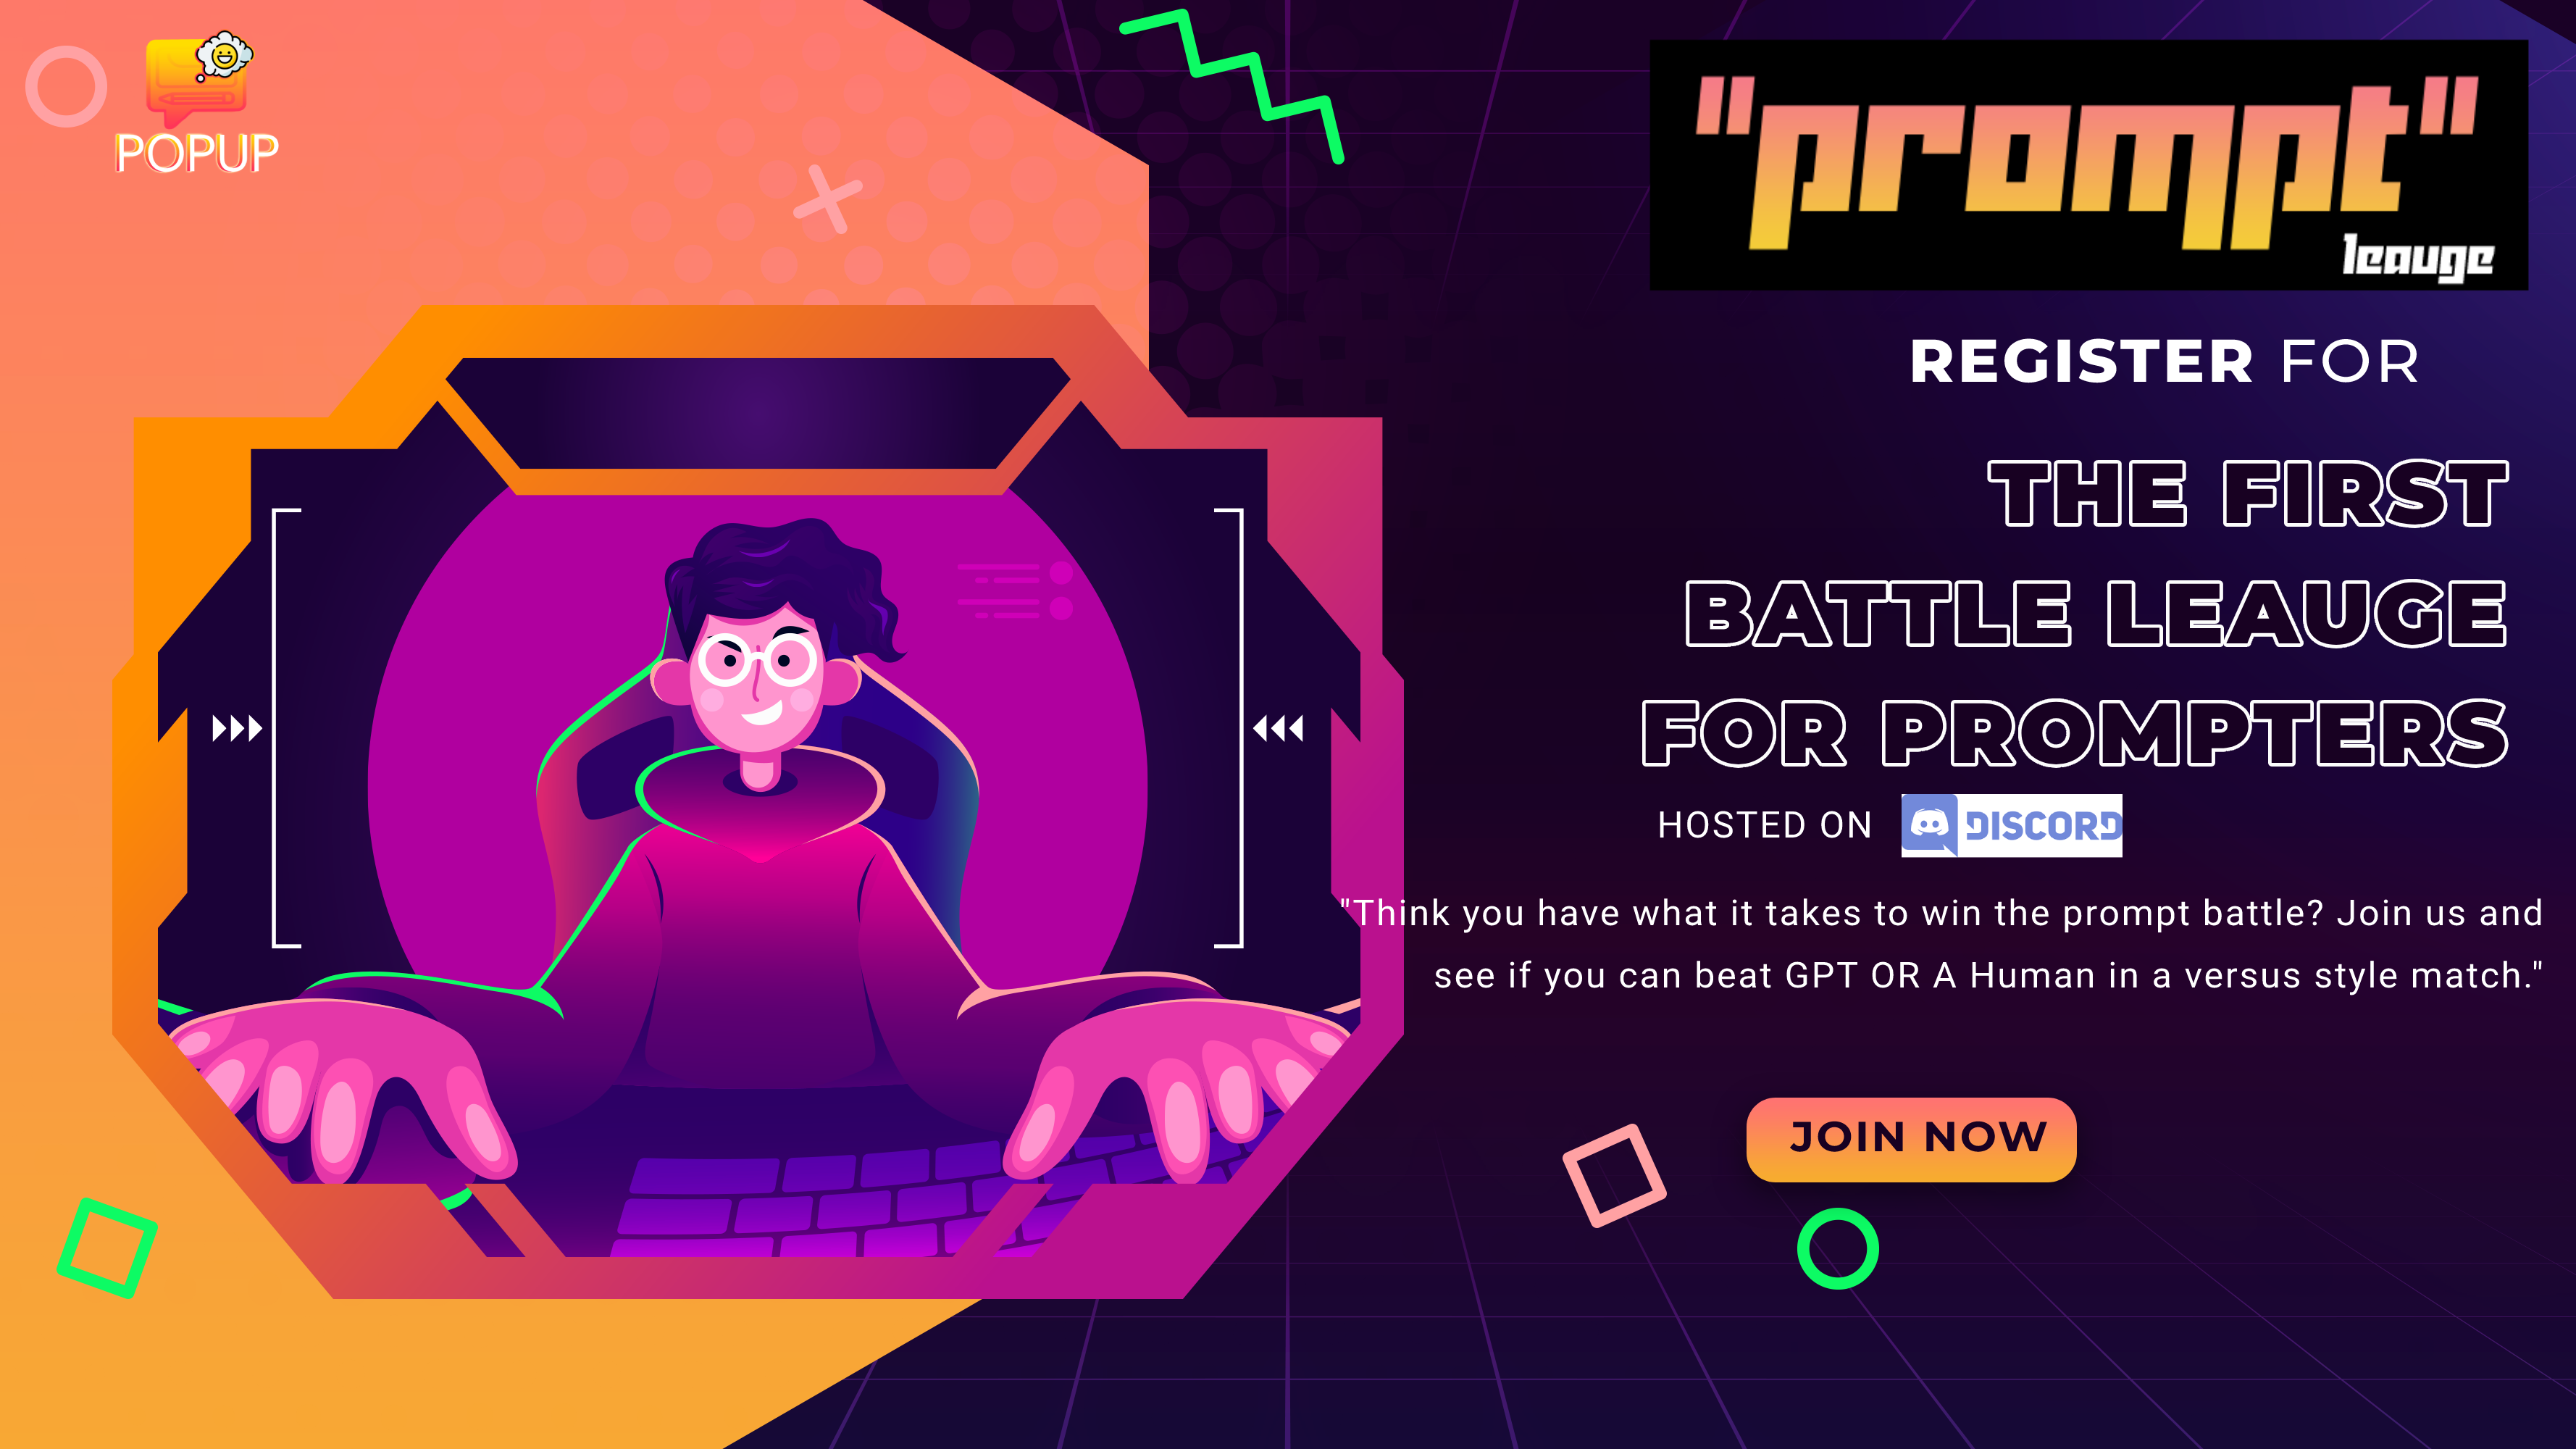 POPUP
"prompt"
leauge
REGISTER FOR
THE FIRST
BATTLE LEAUGE
FOR PROMPTERS
HOSTED ON DISCORD
"Think you have what it takes to win the prompt battle? Join us and
see if you can beat GPT OR A Human in a versus style match."
JOIN NOW